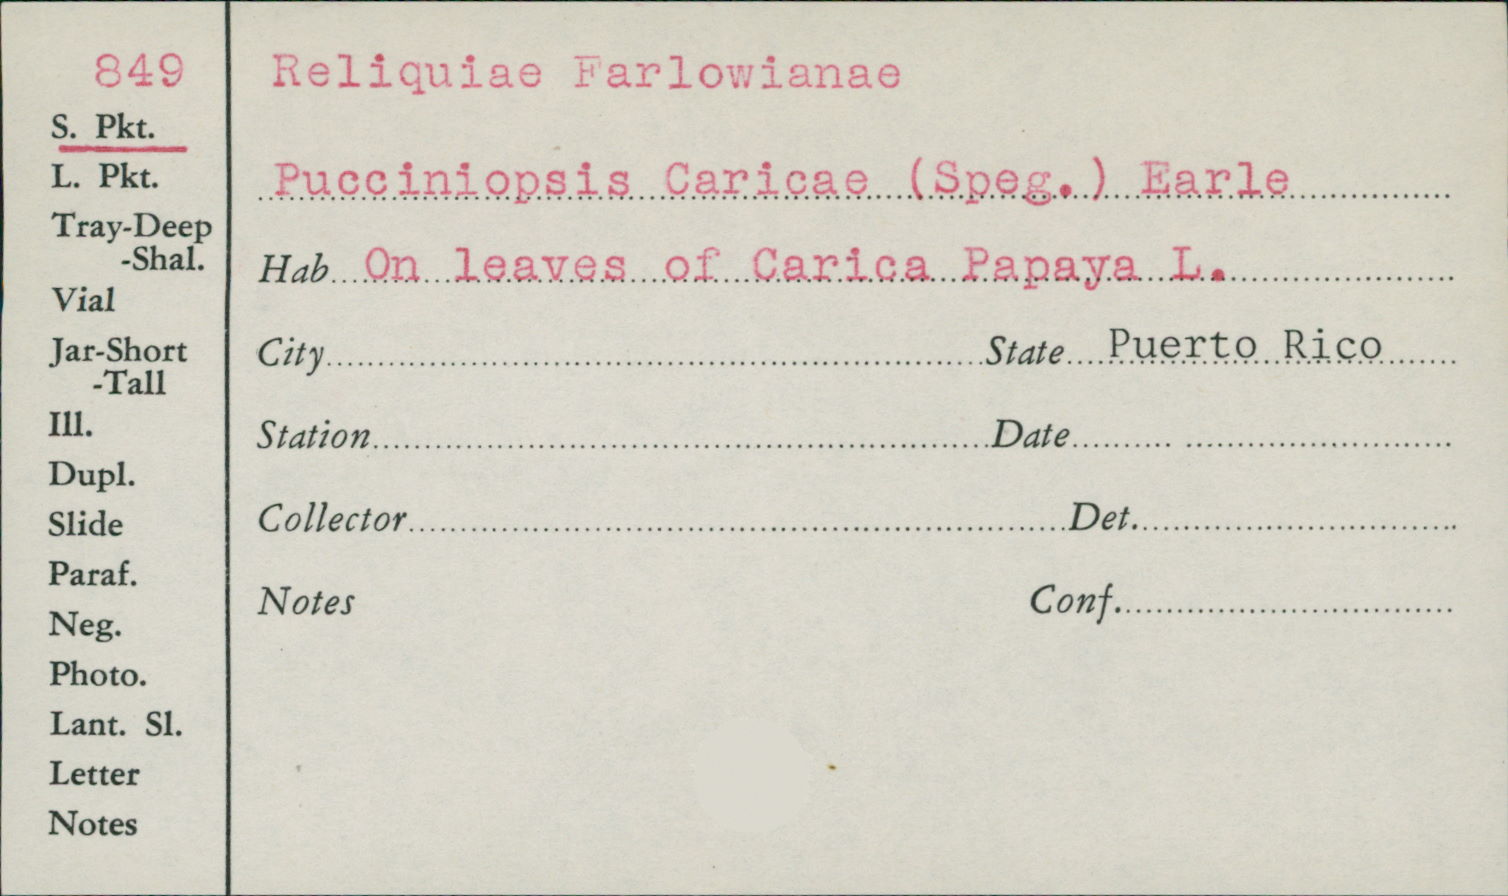 849
S. Pkt.
L. Pkt.
Tray-Deep
-Shal.
Vial
Jar-Short
-Tall
Ill.
Dupl.
Slide
Paraf.
Neg.
Photo.
Lant. Sl.
Letter
Notes
Reliquiae Farlowianae
Pucciniopsis Caricae (Speg.) Earle
Hab On leaves of Carica Papaya L.
City State Puerto Rico
Station Date
Collector Det.
Notes Conf.